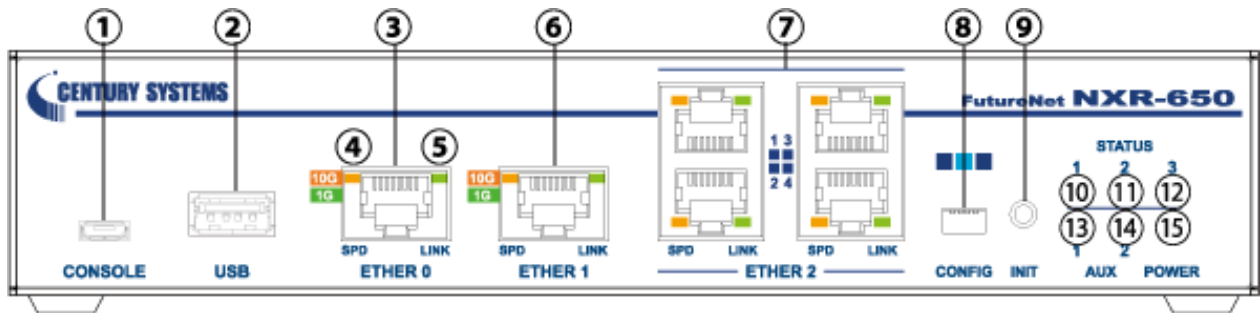 ① ② ③ ⑥ ⑦ ⑧ ⑨
CENTURY SYSTEMS
FutureNet NXR-650
④ ⑤
1 3
2 4
STATUS
1 2 3
10G
1G
10G
1G
⑩ ⑪ ⑫
⑬ ⑭ ⑮
SPD LINK
SPD LINK
SPD LINK
SPD LINK
1 2
CONSOLE
USB
ETHER 0
ETHER 1
ETHER 2
CONFIG
INIT
AUX
POWER